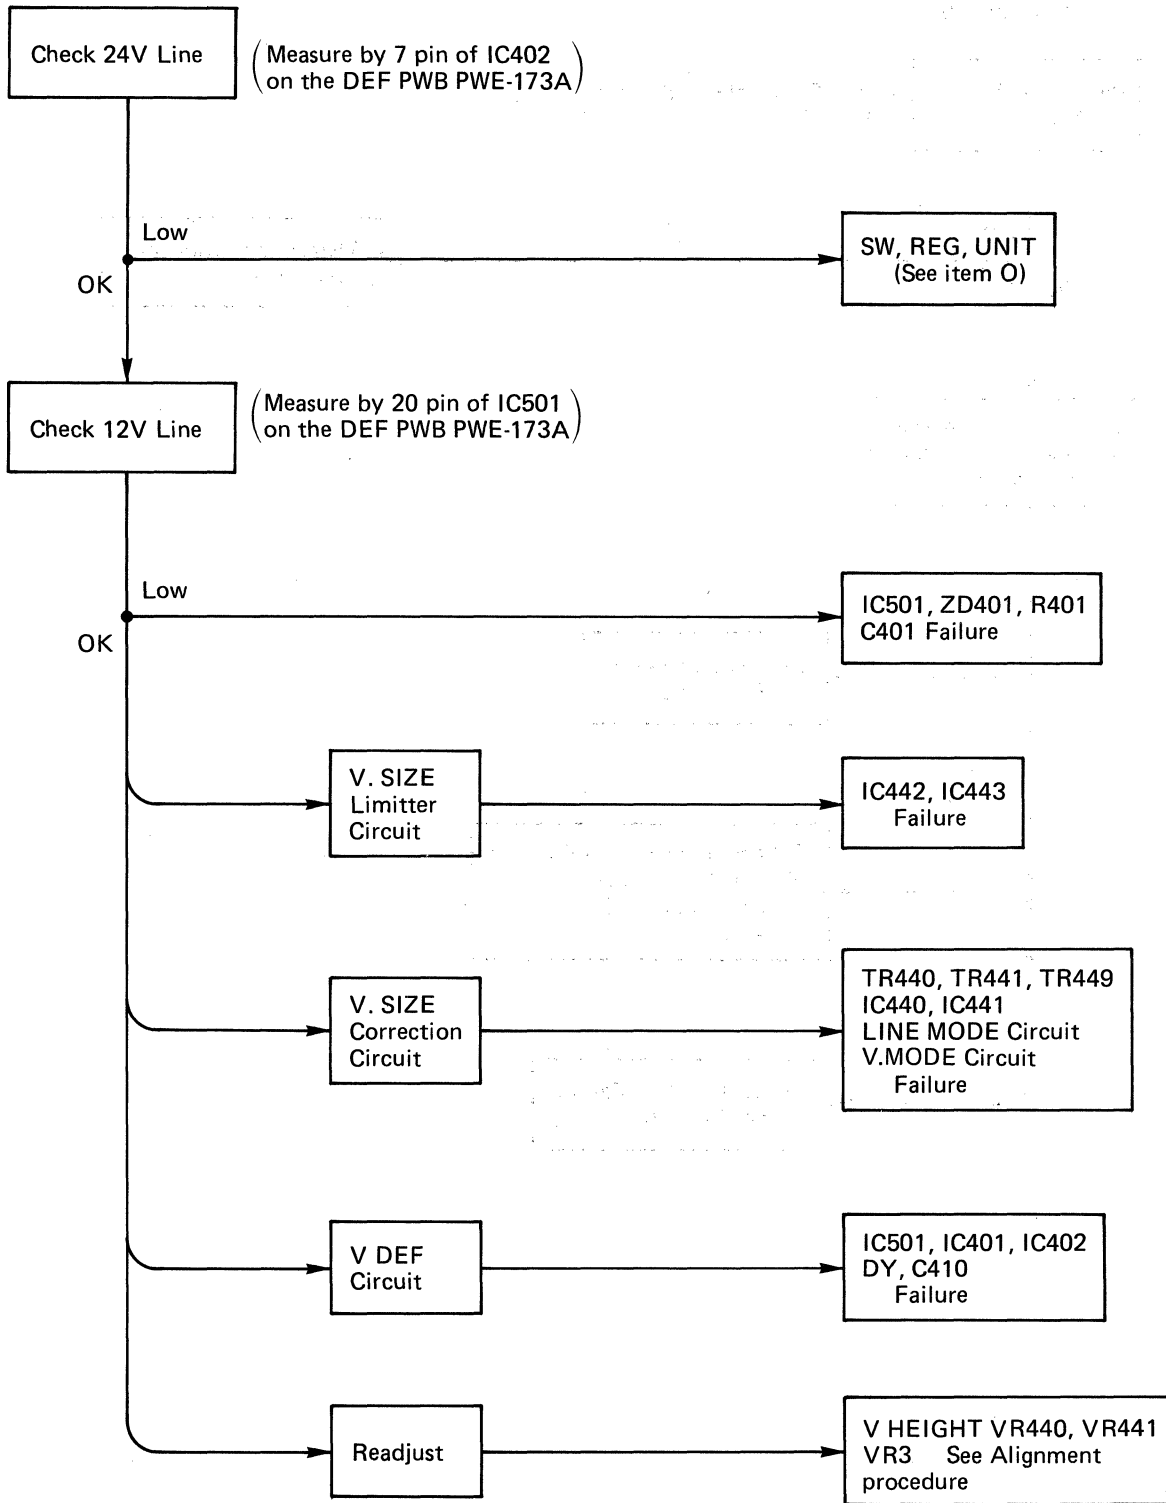 Check 24V Line
(Measure by 7 pin of IC402
on the DEF PWB PWE-173A)
Low
SW, REG, UNIT
(See item O)
OK
Check 12V Line
(Measure by 20 pin of IC501
on the DEF PWB PWE-173A)
Low
IC501, ZD401, R401
C401 Failure
OK
V. SIZE
Limitter
Circuit
IC442, IC443
Failure
V. SIZE
Correction
Circuit
TR440, TR441, TR449
IC440, IC441
LINE MODE Circuit
V.MODE Circuit
Failure
V DEF
Circuit
IC501, IC401, IC402
DY, C410
Failure
Readjust
V HEIGHT VR440, VR441
VR3 See Alignment
procedure